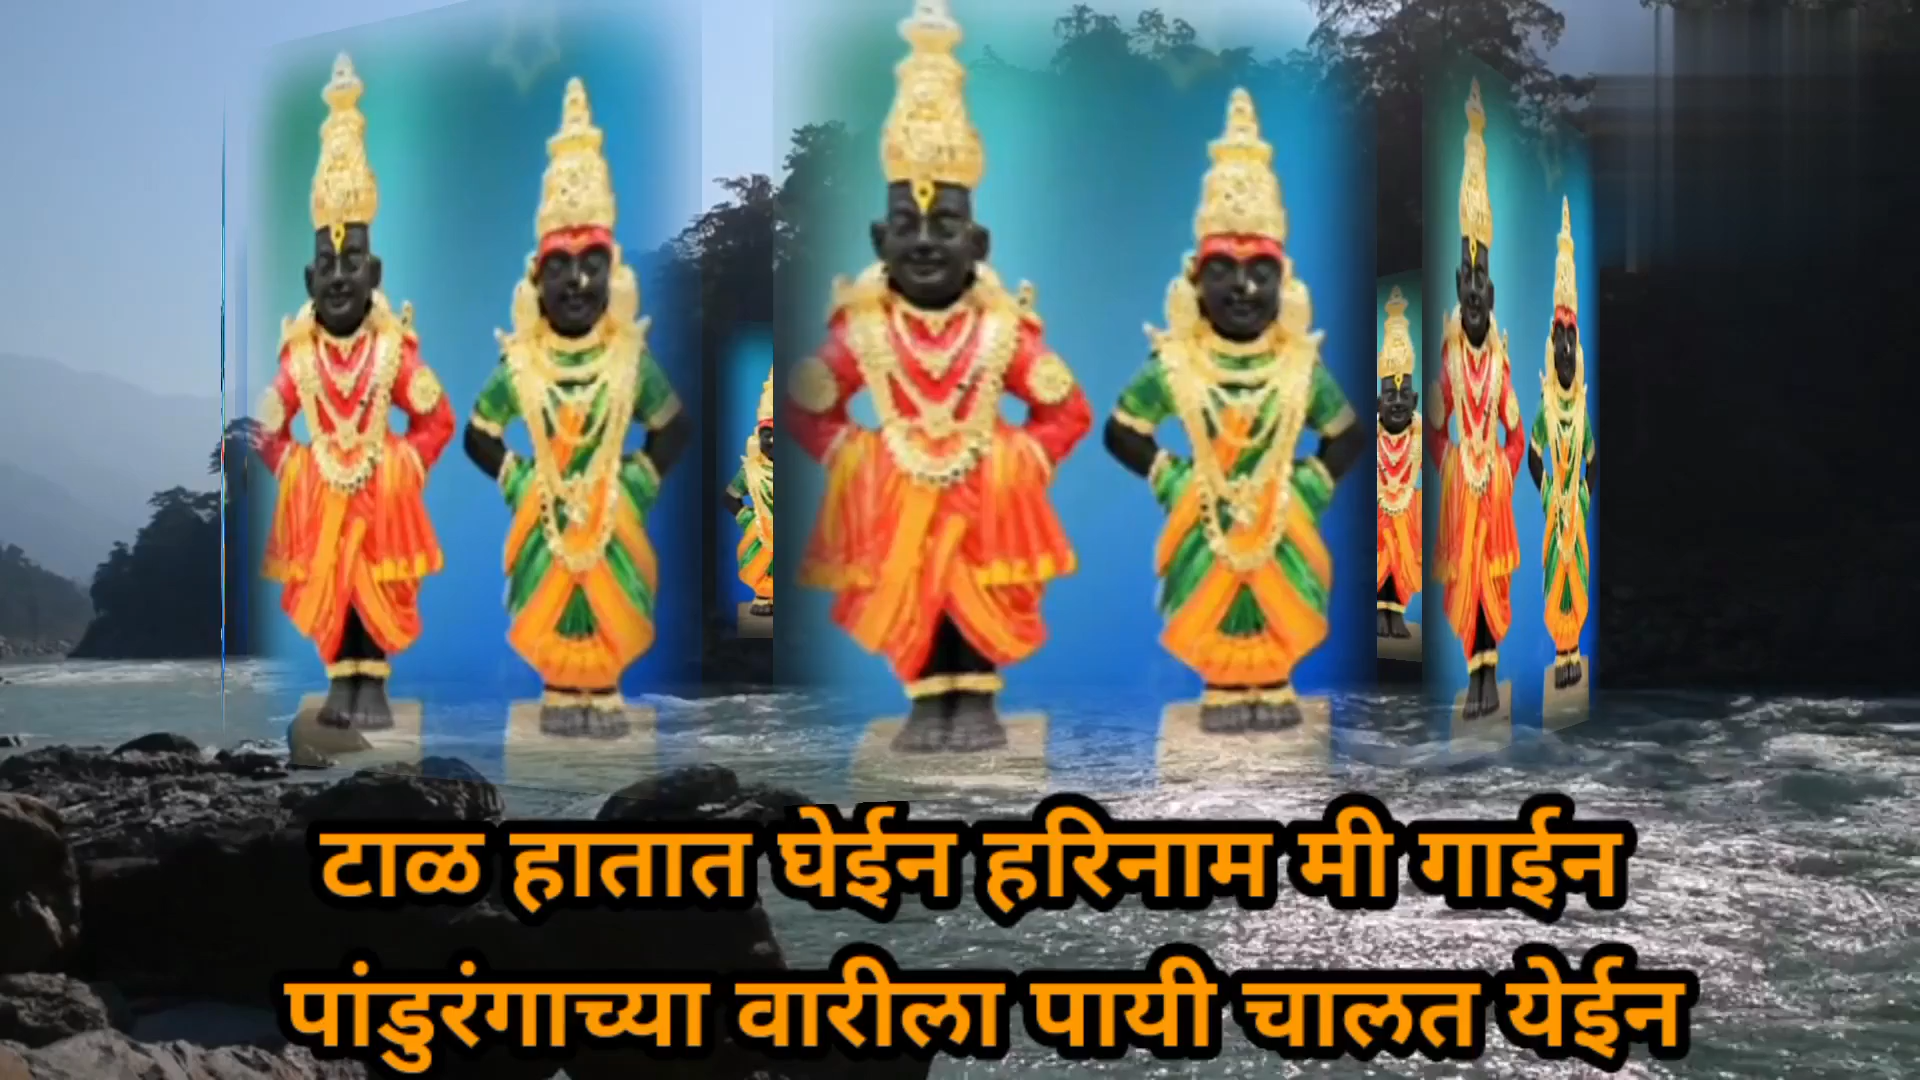 टाळ हातात घेईन हरिनाम मी गाईन
पांडुरंगाच्या वारीला पायी चालत येईन